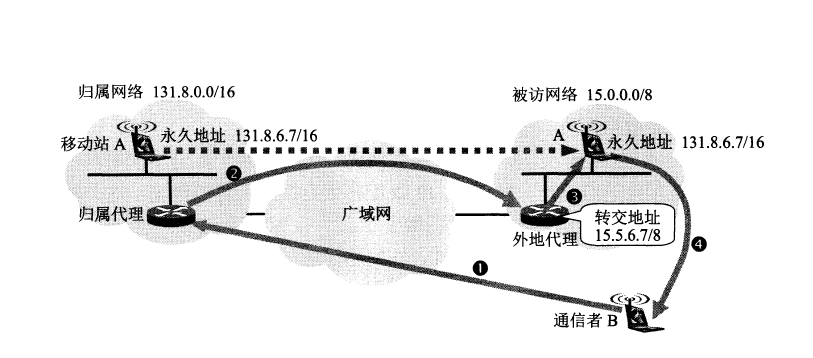 归属网络 131.8.0.0/16
被访网络 15.0.0.0/8
移动站 A
永久地址 131.8.6.7/16
A
永久地址 131.8.6.7/16
❷
❸
归属代理
广域网
外地代理
转交地址
15.5.6.7/8
❹
❶
通信者 B